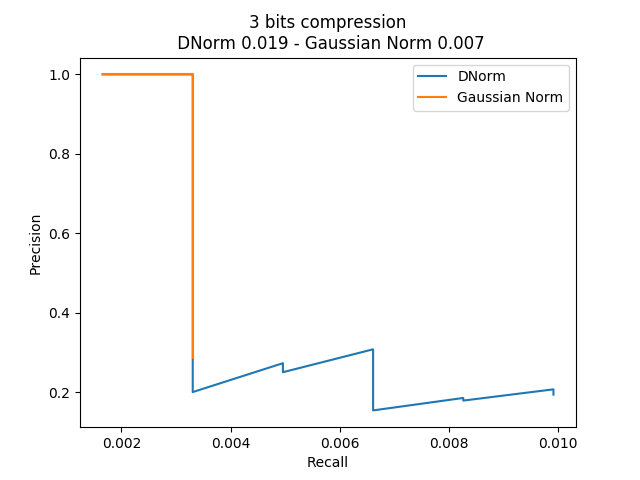 3 bits compression
DNorm 0.019 - Gaussian Norm 0.007
DNorm
Gaussian Norm
1.0
0.8
0.6
0.4
0.2
Precision
0.002
0.004
0.006
0.008
0.010
Recall